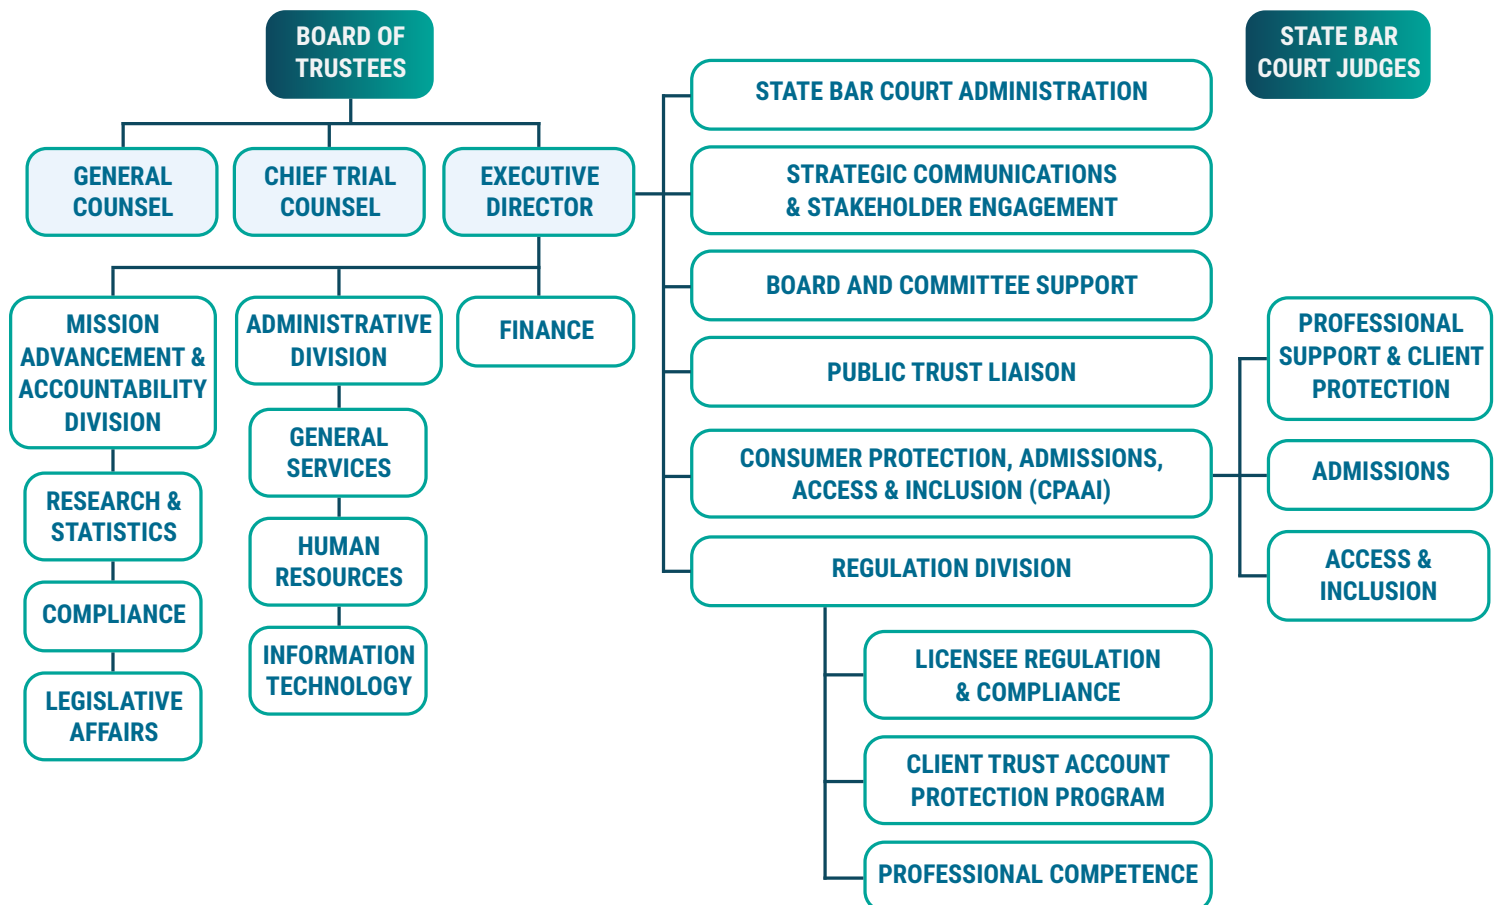 BOARD OF
TRUSTEES
STATE BAR
COURT JUDGES
GENERAL
COUNSEL
CHIEF TRIAL
COUNSEL
EXECUTIVE
DIRECTOR
STATE BAR COURT ADMINISTRATION
STRATEGIC COMMUNICATIONS
& STAKEHOLDER ENGAGEMENT
BOARD AND COMMITTEE SUPPORT
PUBLIC TRUST LIAISON
CONSUMER PROTECTION, ADMISSIONS,
ACCESS & INCLUSION (CPAAI)
REGULATION DIVISION
PROFESSIONAL
SUPPORT & CLIENT
PROTECTION
ADMISSIONS
ACCESS &
INCLUSION
LICENSEE REGULATION
& COMPLIANCE
CLIENT TRUST ACCOUNT
PROTECTION PROGRAM
PROFESSIONAL COMPETENCE
MISSION
ADVANCEMENT &
ACCOUNTABILITY
DIVISION
RESEARCH &
STATISTICS
COMPLIANCE
LEGISLATIVE
AFFAIRS
ADMINISTRATIVE
DIVISION
GENERAL
SERVICES
HUMAN
RESOURCES
INFORMATION
TECHNOLOGY
FINANCE